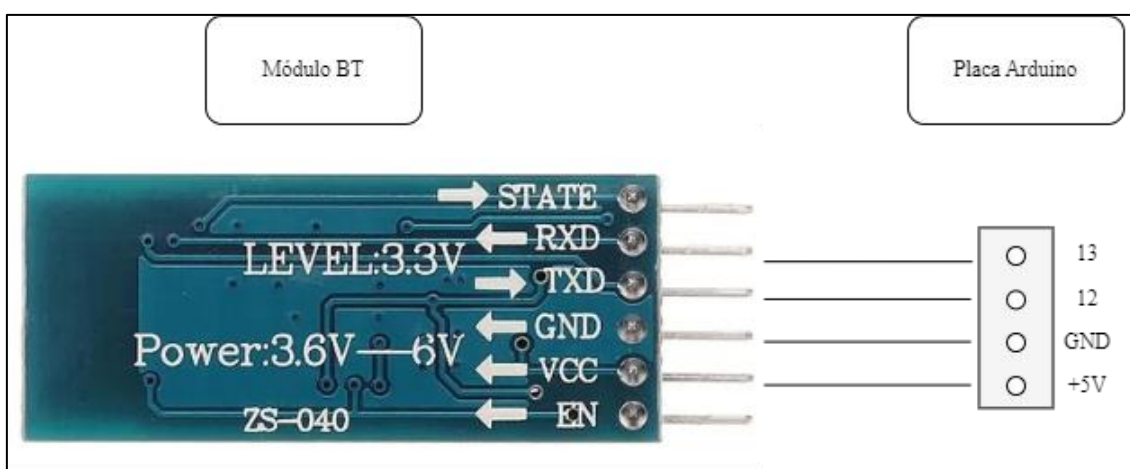 Módulo BT
Placa Arduino
STATE
RXD
LEVEL:3.3V
TXD
GND
Power:3.6V—6V
VCC
ZS-040
EN
13
12
GND
+5V